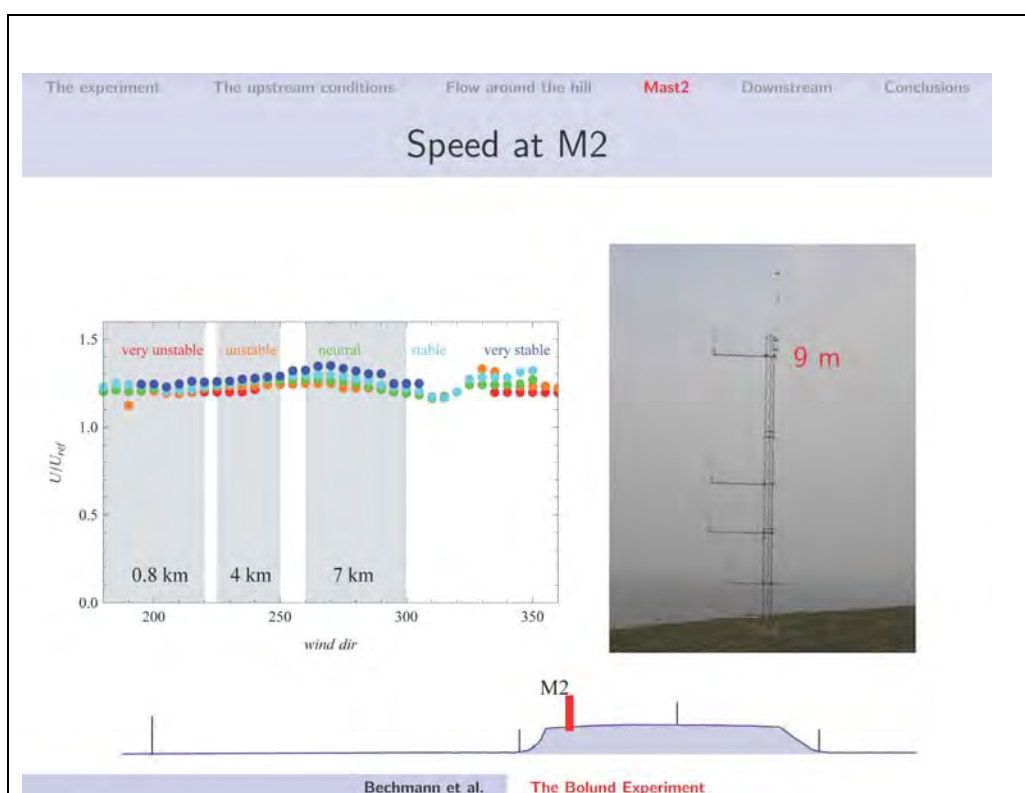 The experiment The upstream conditions Flow around the hill Mast2 Downstream Conclusions
Speed at M2
1.5
very unstable unstable neutral stable very stable
9 m
1.0
U/Uref
0.5
0.8 km 4 km 7 km
0.0
200 250 300 350
wind dir
M2
Bechmann et al. The Bolund Experiment